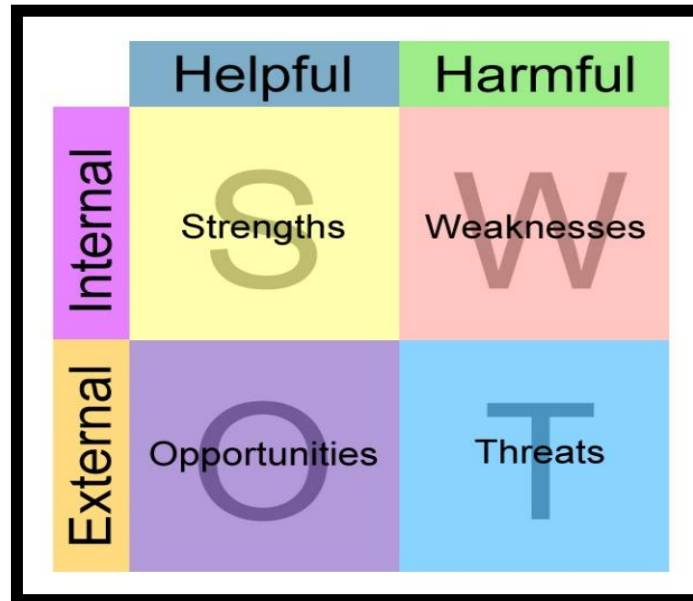 Helpful
Harmful
Internal
S
Strengths
W
Weaknesses
External
O
Opportunities
T
Threats